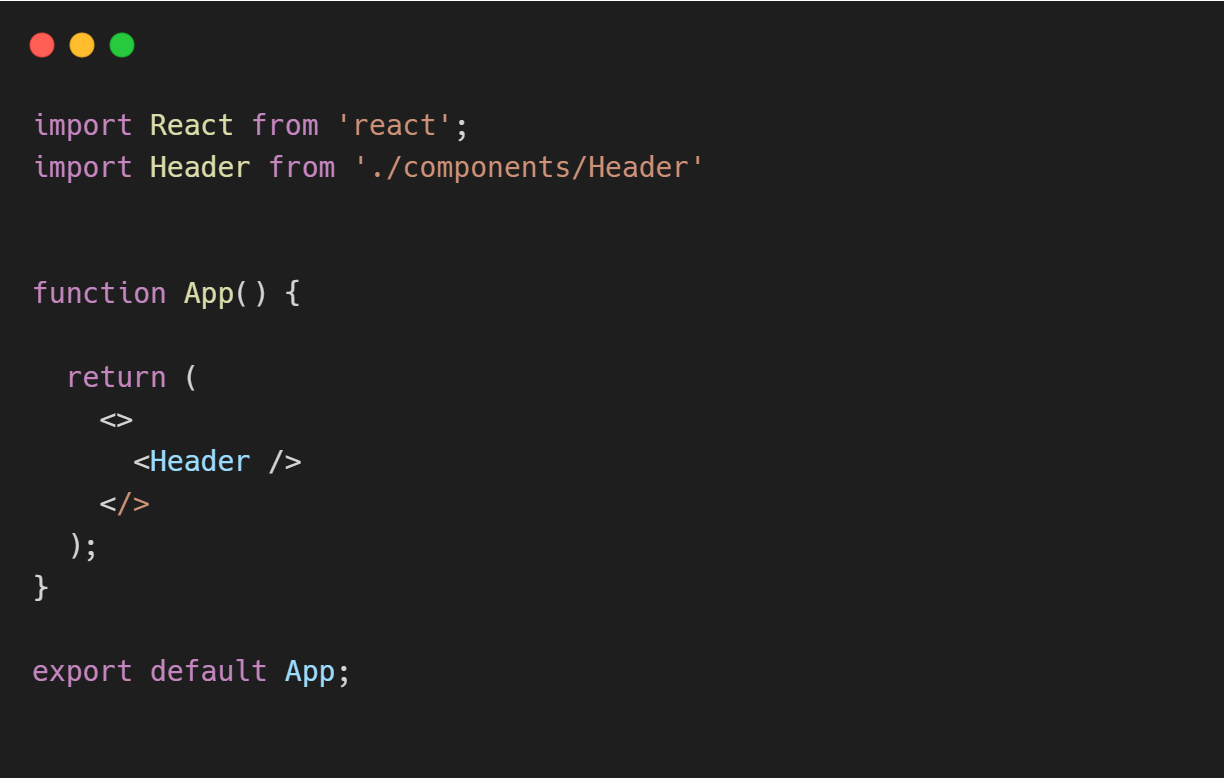 import React from 'react';
import Header from './components/Header'
function App() {
  return (
    <>
      <Header />
    </>
  );
}
export default App;